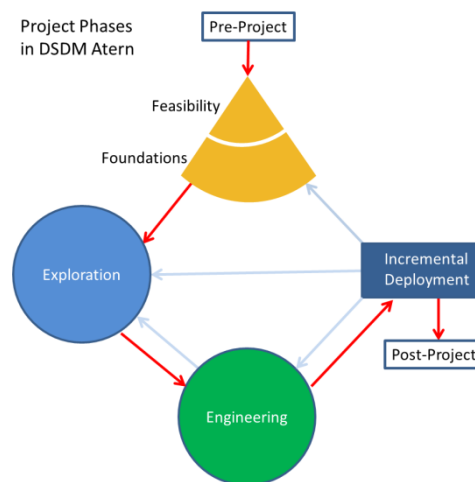 Project Phases
in DSDM Atern
Pre-Project
Feasibility
Foundations
Exploration
Incremental
Deployment
Post-Project
Engineering